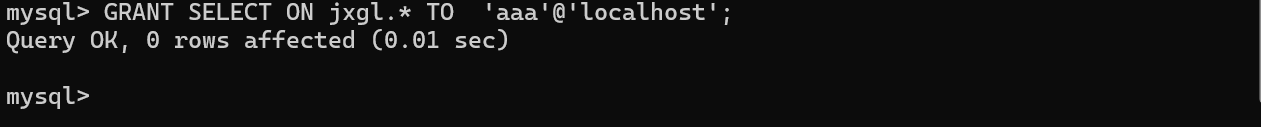 mysql> GRANT SELECT ON jxgl.* TO  'aaa'@'localhost';
Query OK, 0 rows affected (0.01 sec)
mysql>